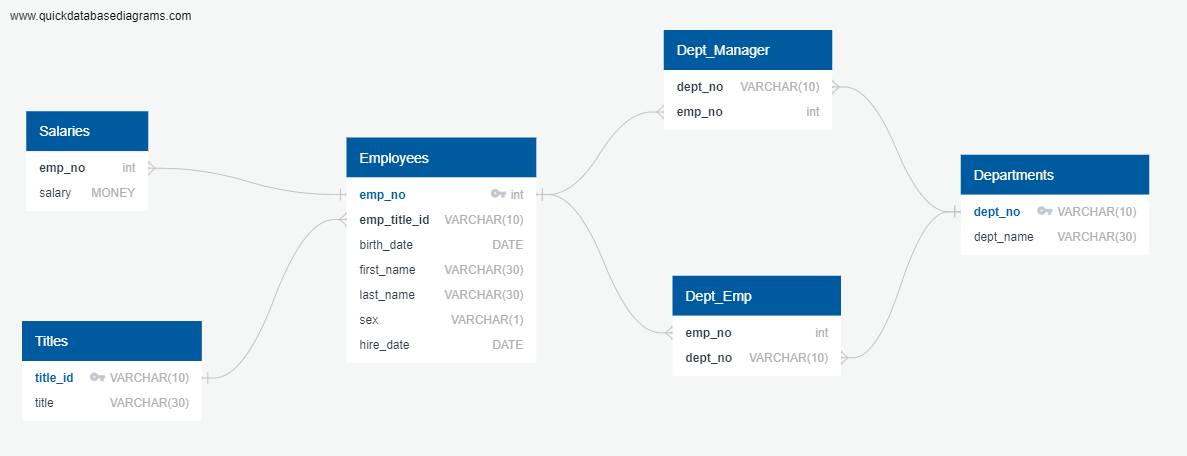 www.quickdatabasediagrams.com
Salaries
emp_no int
salary MONEY
Titles
title_id VARCHAR(10)
title VARCHAR(30)
Employees
emp_no int
emp_title_id VARCHAR(10)
birth_date DATE
first_name VARCHAR(30)
last_name VARCHAR(30)
sex VARCHAR(1)
hire_date DATE
Dept_Manager
dept_no VARCHAR(10)
emp_no int
Dept_Emp
emp_no int
dept_no VARCHAR(10)
Departments
dept_no VARCHAR(10)
dept_name VARCHAR(30)